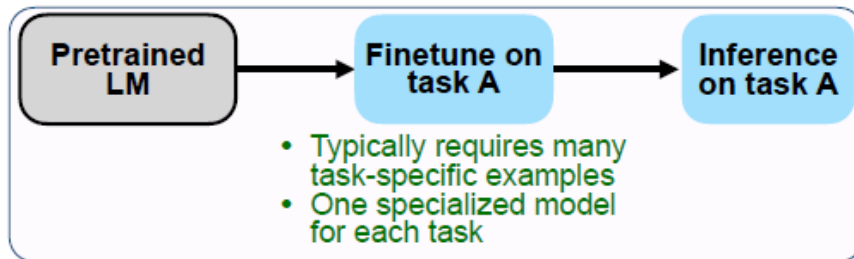 Pretrained
LM
Finetune on
task A
Inference
on task A
• Typically requires many
task-specific examples
• One specialized model
for each task